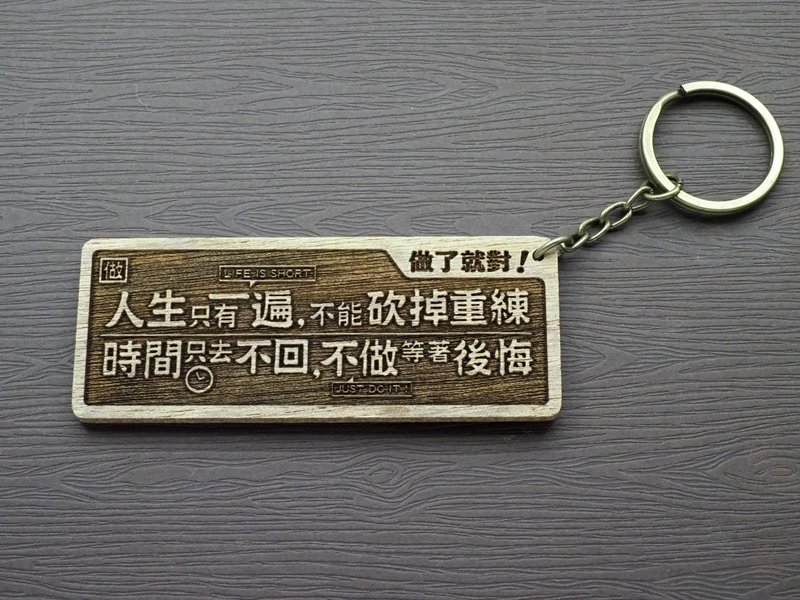 做了就對!
做
LIFE IS SHORT
人生只有一遍,不能砍掉重練
時間只去不回,不做等著後悔
JUST DO IT!